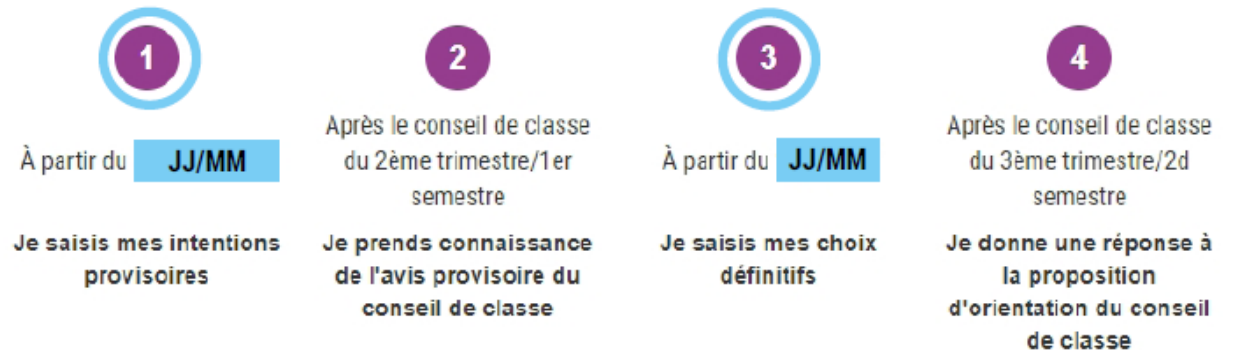 1
À partir du JJ/MM
Je saisis mes intentions
provisoires
2
Après le conseil de classe
du 2ème trimestre/1er
semestre
Je prends connaissance
de l'avis provisoire du
conseil de classe
3
À partir du JJ/MM
Je saisis mes choix
définitifs
4
Après le conseil de classe
du 3ème trimestre/2d
semestre
Je donne une réponse à
la proposition
d'orientation du conseil
de classe